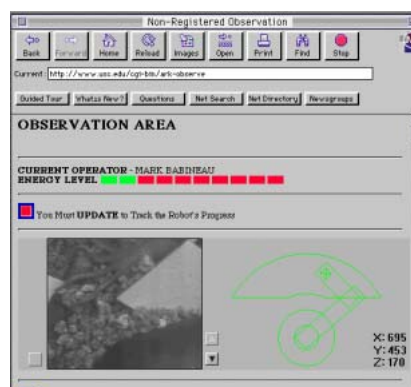 Non-Registered Observation
Back Forward Home Reload Images Open Print Find Stop
Current: http://www.usc.edu/cgi-bin/ark-observe
Guided Tour What's New? Questions Net Search Net Directory Newsgroups
OBSERVATION AREA
CURRENT OPERATOR - MARK BABINEAU
ENERGY LEVEL
You Must UPDATE to Track the Robot's Progress
X: 695
Y: 453
Z: 170